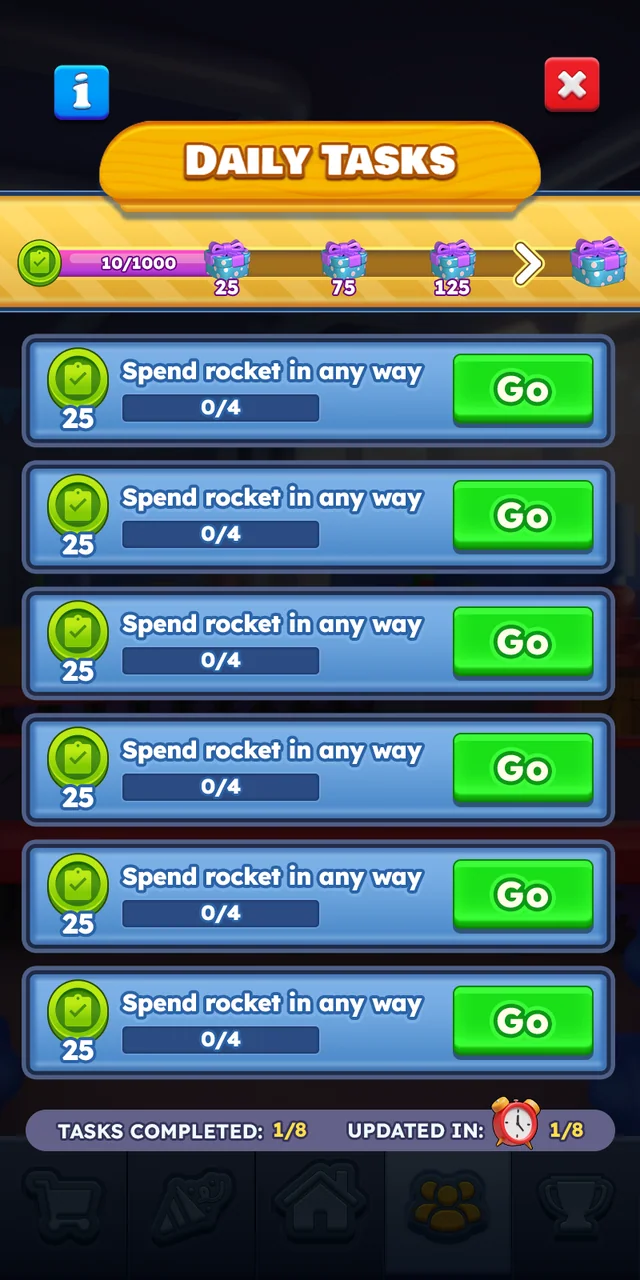 i
DAILY TASKS
10/1000
25
75
125
Spend rocket in any way
0/4
25
Go
Spend rocket in any way
0/4
25
Go
Spend rocket in any way
0/4
25
Go
Spend rocket in any way
0/4
25
Go
Spend rocket in any way
0/4
25
Go
Spend rocket in any way
0/4
25
Go
TASKS COMPLETED: 1/8
UPDATED IN: 1/8